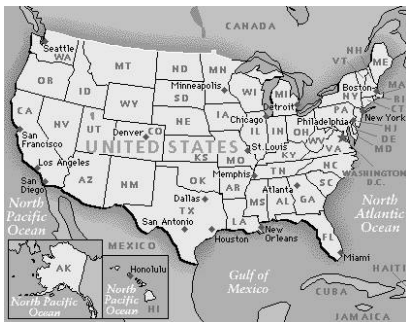 CANADA
Seattle
WA
MT
ND
MN
NH
VT
ME
OR
Minneapolis
WI
MI
Boston
MA
RI
ID
SD
NY
CT
WY
Detroit
New York
CA
NV
UT
Denver
CO
NE
IA
Chicago
Philadelphia
PA
NJ
San
Francisco
UNITED STATES
IL
IN
OH
DE
MD
KS
MO
St. Louis
WV
VA
KY
WASHINGTON
D.C.
Los Angeles
AZ
NM
OK
Memphis
TN
NC
AR
SC
San
Diego
Dallas
TX
Atlanta
MS
AL
GA
North
Pacific
Ocean
North
Atlantic
Ocean
San Antonio
LA
Houston
New
Orleans
FL
MEXICO
Miami
AK
Honolulu
HI
North Pacific
Ocean
North
Pacific
Ocean
Gulf of
Mexico
CUBA
HAITI
JAMAICA